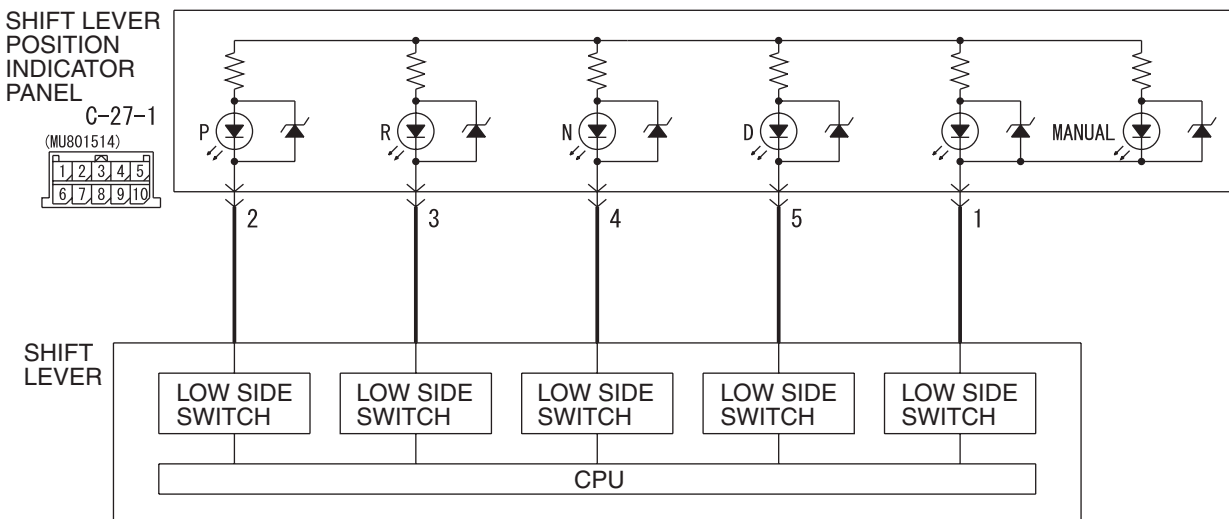 SHIFT LEVER
POSITION
INDICATOR
PANEL
C-27-1
(MU801514)
1 2 3 4 5
6 7 8 9 10
P R N D MANUAL
2 3 4 5 1
SHIFT
LEVER
LOW SIDE
SWITCH
LOW SIDE
SWITCH
LOW SIDE
SWITCH
LOW SIDE
SWITCH
LOW SIDE
SWITCH
CPU